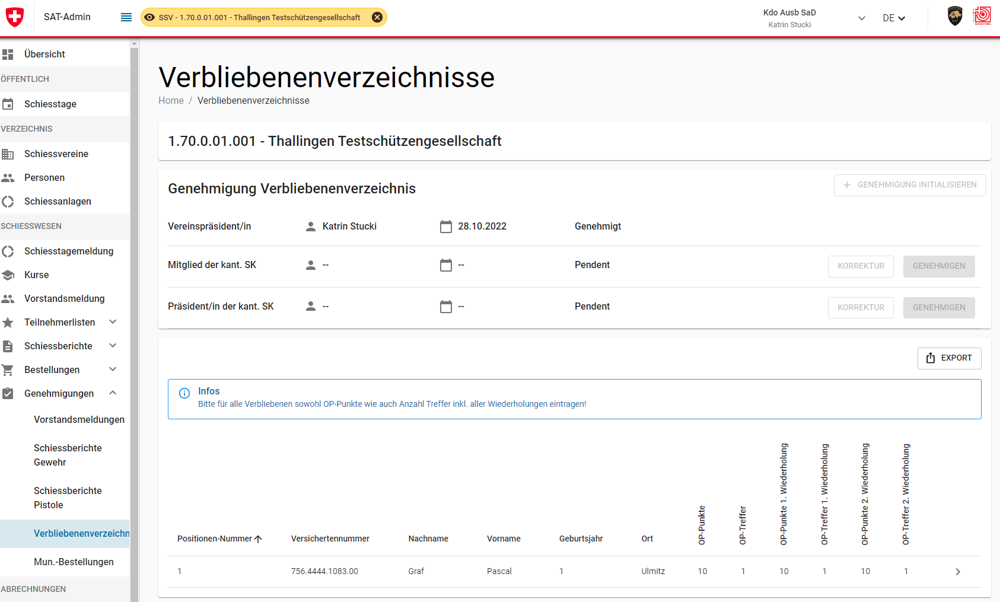 SAT-Admin
SSV - 1.70.0.01.001 - Thallingen Testschützengesellschaft
Kdo Ausb SaD
Katrin Stucki
DE
Übersicht
ÖFFENTLICH
Schiesstage
VERZEICHNIS
Schiessvereine
Personen
Schiessanlagen
SCHIESSWESEN
Schiesstagemeldung
Kurse
Vorstandsmeldung
Teilnehmerlisten
Schiessberichte
Bestellungen
Genehmigungen
Vorstandsmeldungen
Schiessberichte
Gewehr
Schiessberichte
Pistole
Verbliebenenverzeichn
Mun.-Bestellungen
ABRECHNUNGEN
Verbliebenenverzeichnisse
Home / Verbliebenenverzeichnisse
1.70.0.01.001 - Thallingen Testschützengesellschaft
Genehmigung Verbliebenenverzeichnis
GENEHMIGUNG INITIALISIEREN
Vereinspräsident/in Katrin Stucki 28.10.2022 Genehmigt
Mitglied der kant. SK -- -- Pendent KORREKTUR GENEHMIGEN
Präsident/in der kant. SK -- -- Pendent KORREKTUR GENEHMIGEN
EXPORT
Infos
Bitte für alle Verbliebenen sowohl OP-Punkte wie auch Anzahl Treffer inkl. aller Wiederholungen eintragen!
Positionen-Nummer Versichertennummer Nachname Vorname Geburtsjahr Ort OP-Punkte OP-Treffer OP-Punkte 1. Wiederholung OP-Treffer 1. Wiederholung OP-Punkte 2. Wiederholung OP-Treffer 2. Wiederholung
1 756.4444.1083.00 Graf Pascal 1 Ulmitz 10 1 10 1 10 1